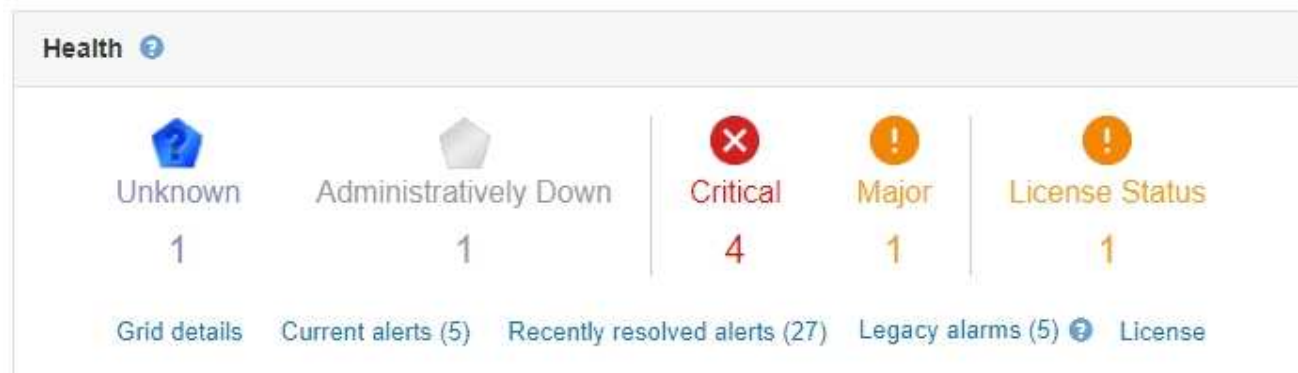 Health
Unknown Administratively Down Critical Major License Status
1 1 4 1 1
Grid details Current alerts (5) Recently resolved alerts (27) Legacy alarms (5) License